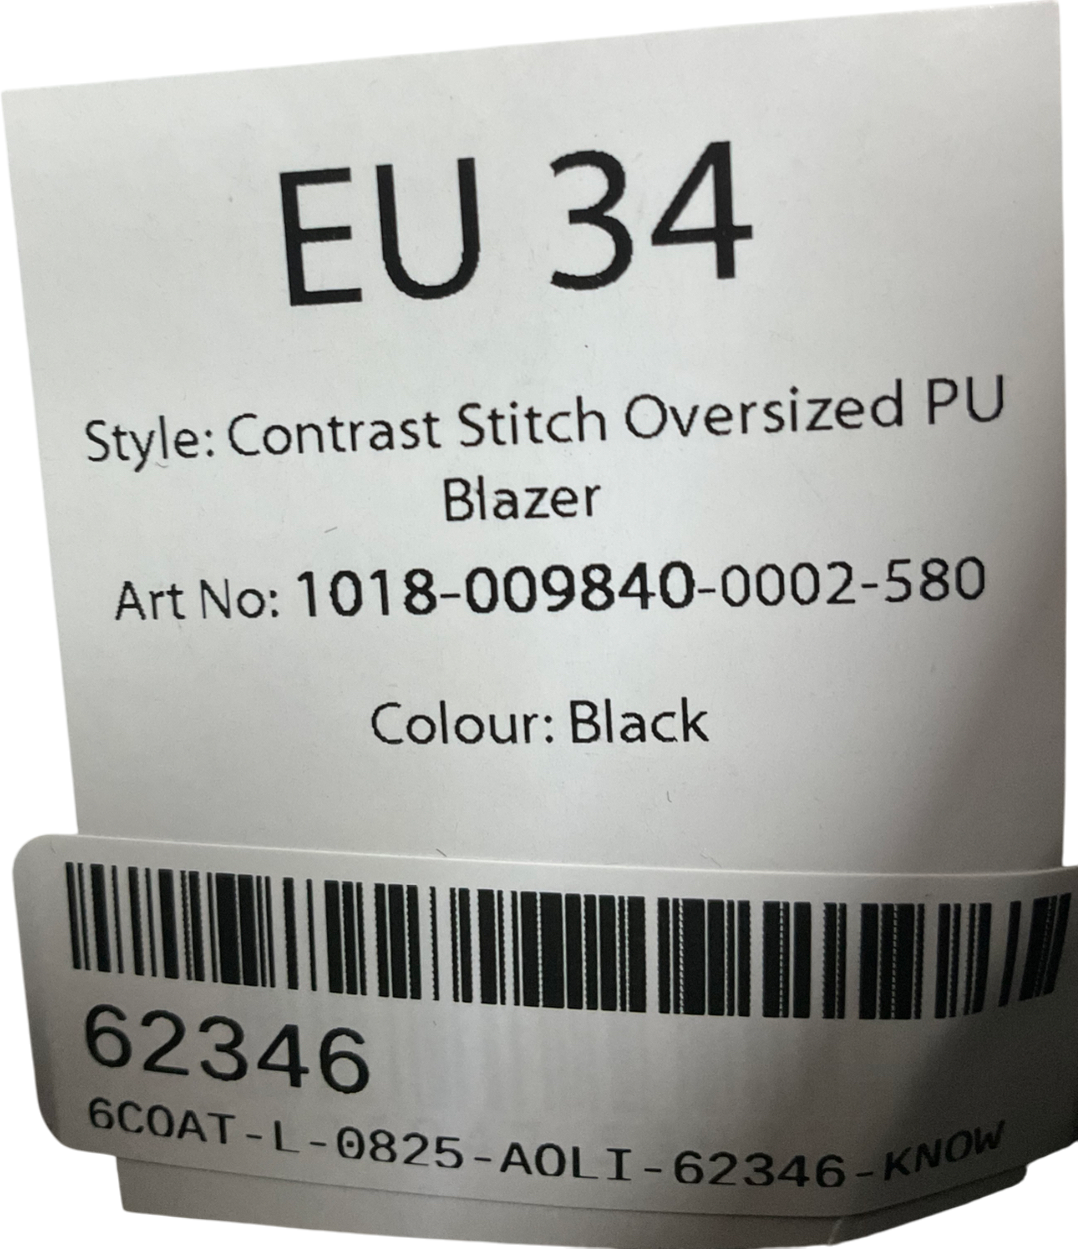 EU 34
Style: Contrast Stitch Oversized PU
Blazer
Art No: 1018-009840-0002-580
Colour: Black
62346
6COAT-L-0825-AOLI-62346-KNOW